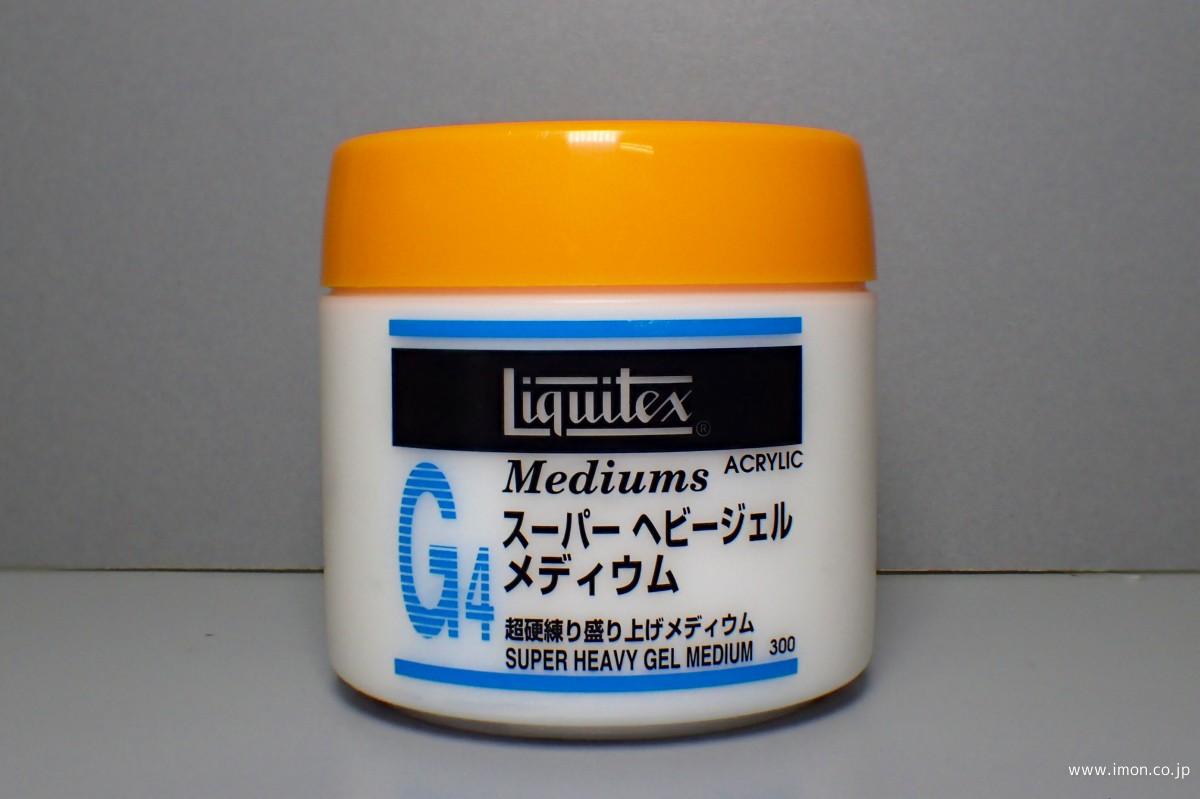 Liquitex ®
Mediums ACRYLIC
G4
スーパー ヘビージェル
メディウム
超硬練り盛り上げメディウム
SUPER HEAVY GEL MEDIUM 300
www.imon.co.jp